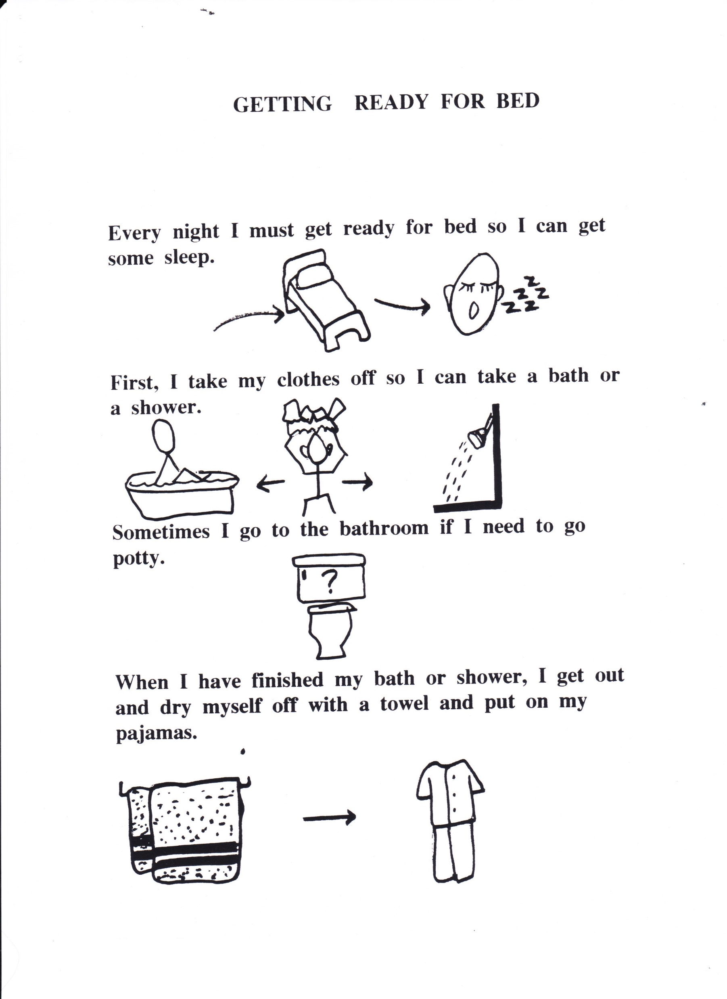 GETTING READY FOR BED
Every night I must get ready for bed so I can get
some sleep.
z
z z
z z
First, I take my clothes off so I can take a bath or
a shower.
Sometimes I go to the bathroom if I need to go
potty.
?
When I have finished my bath or shower, I get out
and dry myself off with a towel and put on my
pajamas.